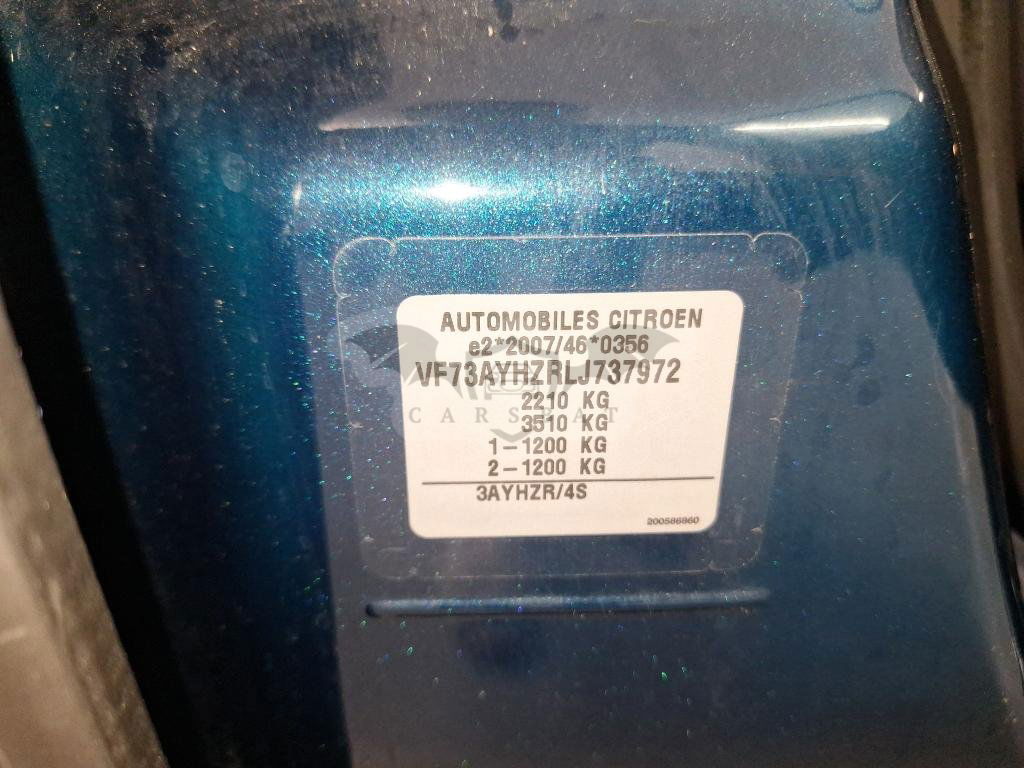 AUTOMOBILES CITROEN
e2*2007/46*0356
VF73AYHZRLJ737972
2210 KG
3510 KG
1-1200 KG
2-1200 KG
3AYHZR/4S
200586860
CARSPAT